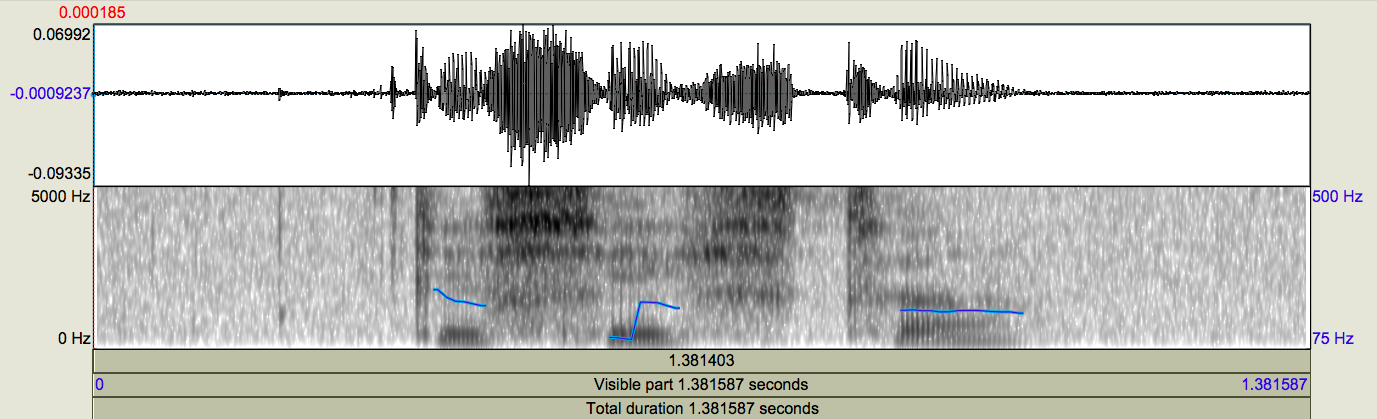 0.000185
0.06992
-0.0009237
-0.09335
5000 Hz
500 Hz
0 Hz
75 Hz
1.381403
0
Visible part 1.381587 seconds
1.381587
Total duration 1.381587 seconds